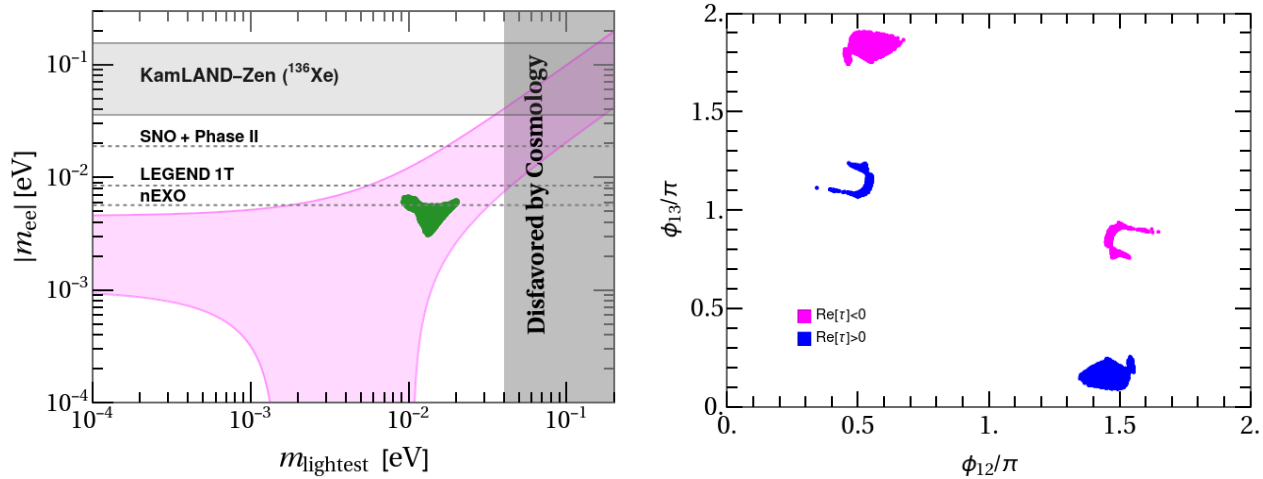 10⁻¹
10⁻²
10⁻³
10⁻⁴
|mₑₑ| [eV]
KamLAND–Zen (¹³⁶Xe)
SNO + Phase II
LEGEND 1T
nEXO
Disfavored by Cosmology
10⁻⁴
10⁻³
10⁻²
10⁻¹
m_lightest [eV]
2.
1.5
1.
0.5
0.
ϕ₁₃/π
Re[τ]<0
Re[τ]>0
0.
0.5
1.
1.5
2.
ϕ₁₂/π